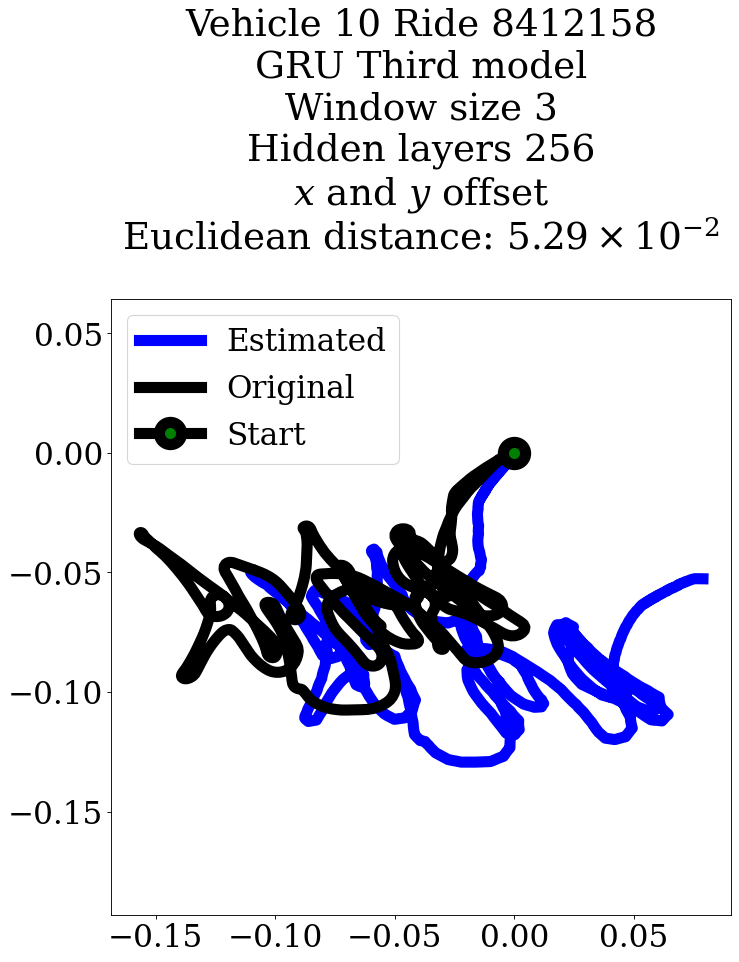 Vehicle 10 Ride 8412158
GRU Third model
Window size 3
Hidden layers 256
x and y offset
Euclidean distance: 5.29 × 10⁻²
Estimated
Original
Start
0.05
0.00
−0.05
−0.10
−0.15
−0.15 −0.10 −0.05 0.00 0.05